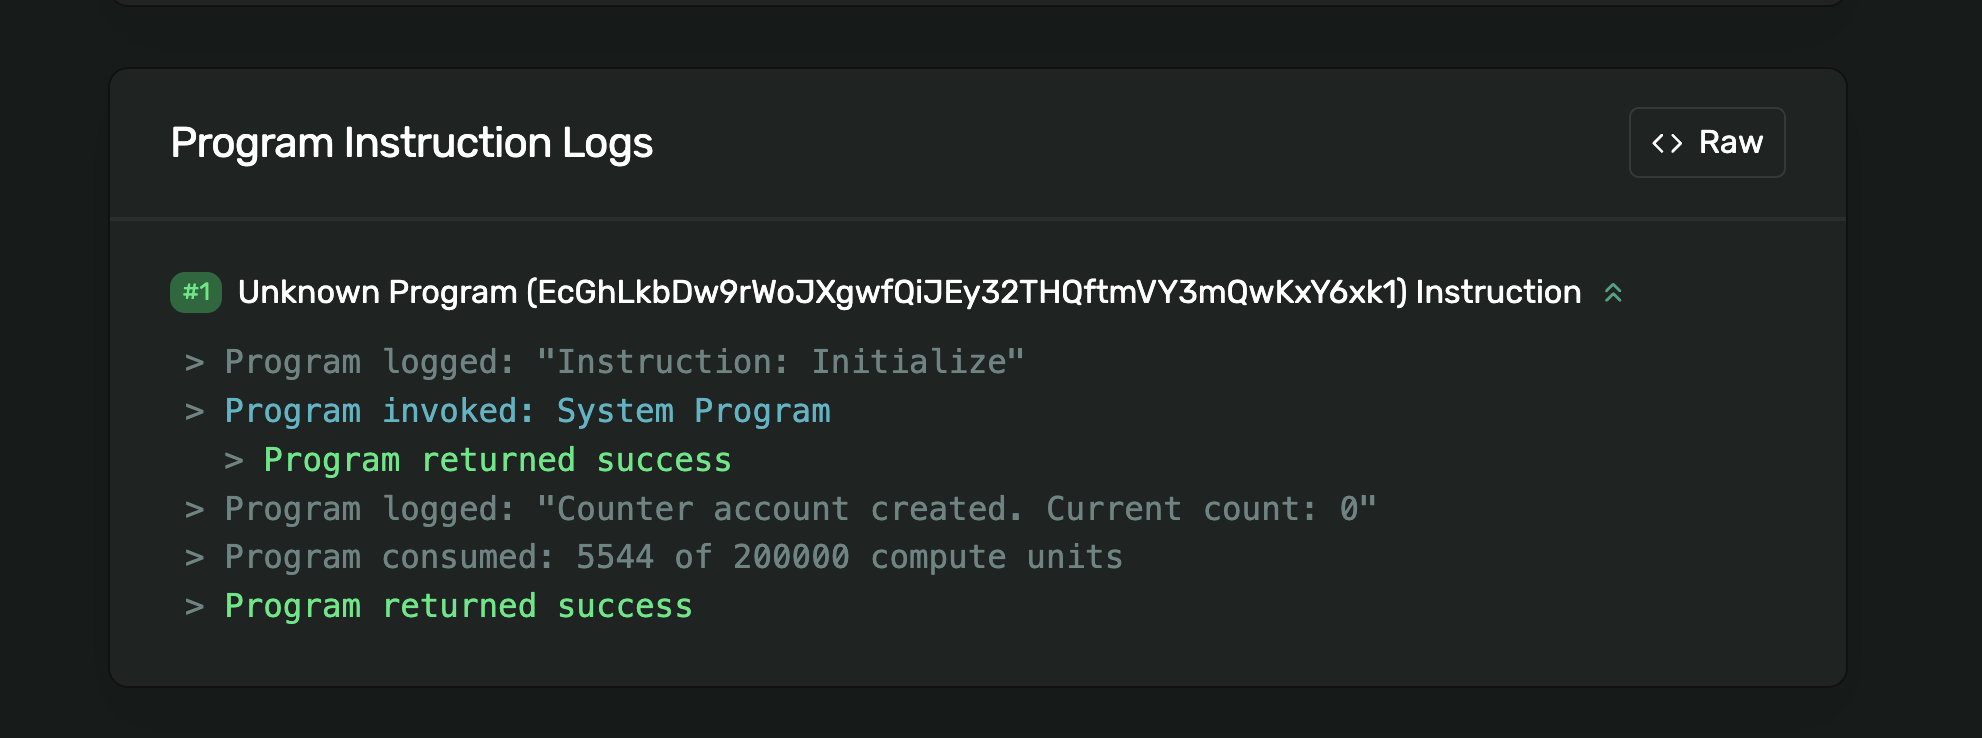 Program Instruction Logs
<> Raw
#1 Unknown Program (EcGhLkbDw9rWoJXgwfQiJEy32THQftmVY3mQwKxY6xk1) Instruction
> Program logged: "Instruction: Initialize"
> Program invoked: System Program
> Program returned success
> Program logged: "Counter account created. Current count: 0"
> Program consumed: 5544 of 200000 compute units
> Program returned success